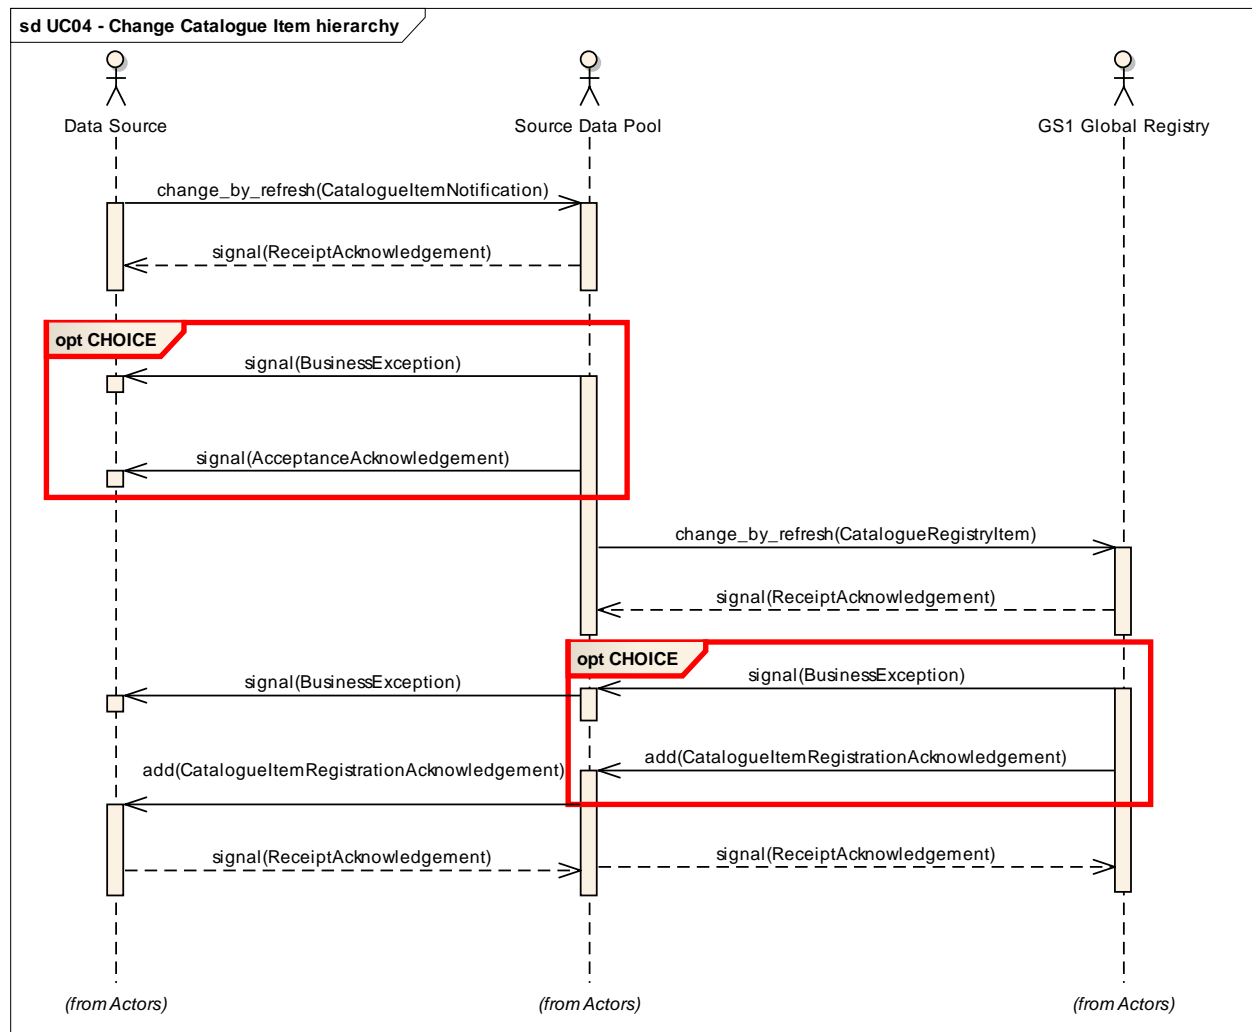 sd UC04 - Change Catalogue Item hierarchy
Data Source
Source Data Pool
GS1 Global Registry
change_by_refresh(CatalogueItemNotification)
signal(ReceiptAcknowledgement)
opt CHOICE
signal(BusinessException)
signal(AcceptanceAcknowledgement)
change_by_refresh(CatalogueRegistryItem)
signal(ReceiptAcknowledgement)
opt CHOICE
signal(BusinessException)
signal(BusinessException)
add(CatalogueItemRegistrationAcknowledgement)
add(CatalogueItemRegistrationAcknowledgement)
signal(ReceiptAcknowledgement)
signal(ReceiptAcknowledgement)
(from Actors)
(from Actors)
(from Actors)